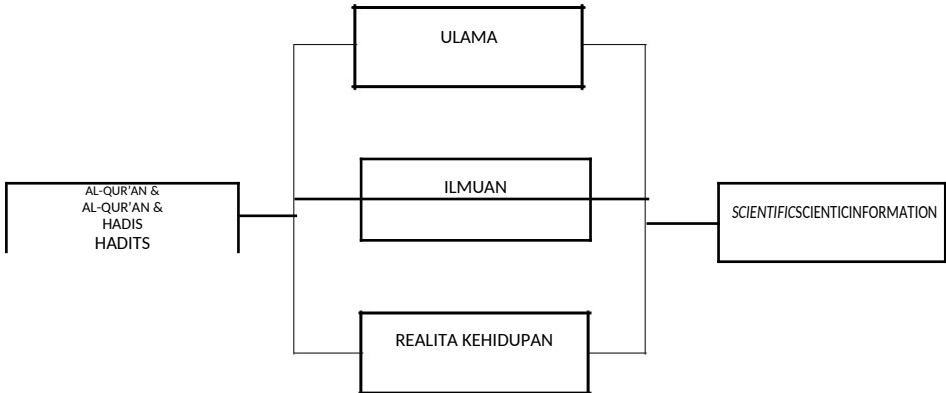 ULAMA
AL-QUR'AN &
AL-QUR'AN &
HADIS
HADITS
ILMUAN
SCIENTIFICSCIENTICINFORMATION
REALITA KEHIDUPAN